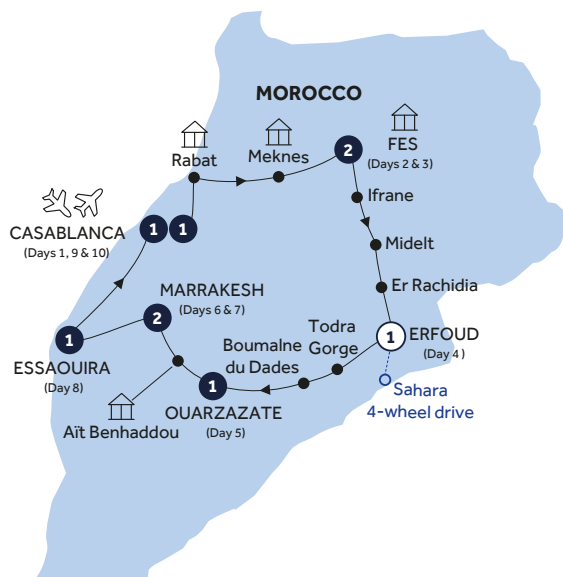 MOROCCO
Rabat
Meknes
2
FES
(Days 2 & 3)
Ifrane
Midelt
Er Rachidia
CASABLANCA
(Days 1, 9 & 10)
1
1
MARRAKESH
(Days 6 & 7)
2
1
ESSAOUIRA
(Day 8)
1
ERFOUD
(Day 4 )
Todra
Gorge
Boumalne
du Dades
Sahara
4-wheel drive
1
OUARZAZATE
(Day 5)
Aït Benhaddou